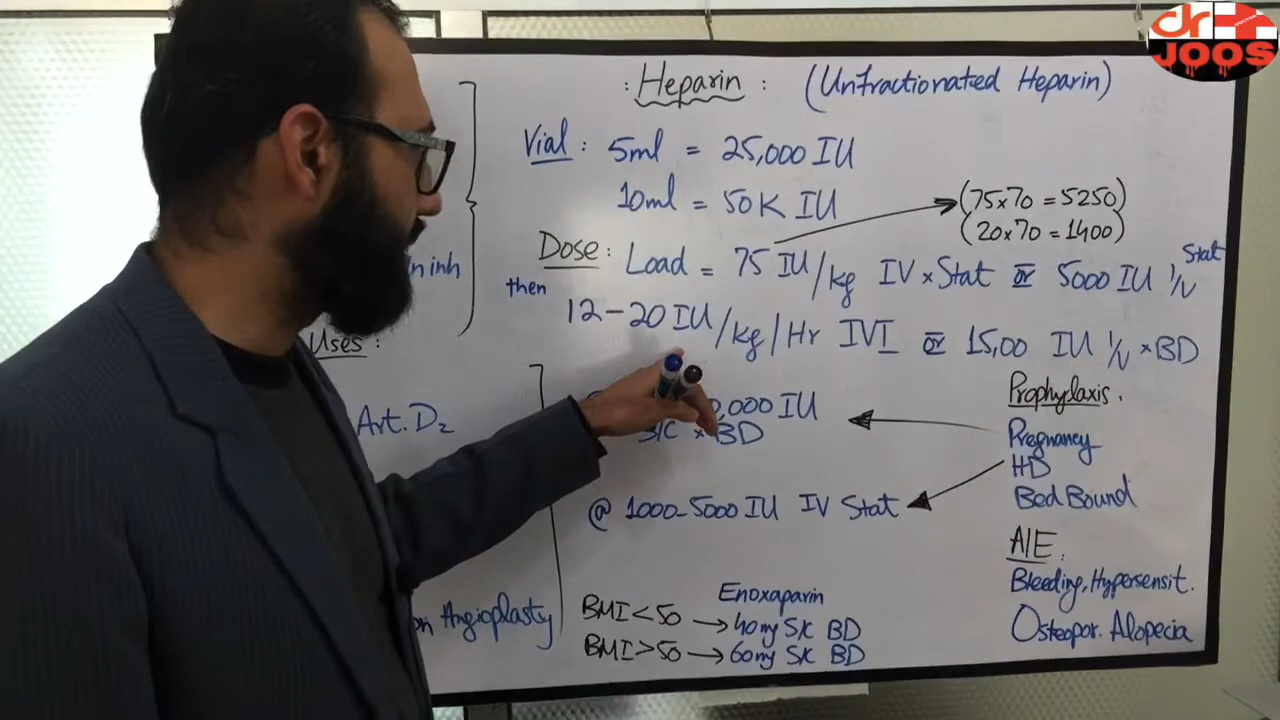 dr
JOOS
: Heparin : (Unfractionated Heparin)
Vial : 5ml = 25,000 IU
10ml = 50K IU
(75x70 = 5250)
(20x70 = 1400)
Dose: Load = 75 IU/kg IV x Stat or 5000 IU I/V Stat
then 12-20 IU/kg/Hr IVI or 15,00 IU I/V x BD
,000 IU
S/C x BD
@ 1000-5000 IU IV Stat
Enoxaparin
BMI < 50 → 40mg S/C BD
BMI > 50 → 60mg S/C BD
Prophylaxis.
Pregnancy
HD
Bed Bound
A/E.
Bleeding, Hypersensit.
Osteopor. Alopecia
n inh
Uses :
Art. D2
on Angioplasty